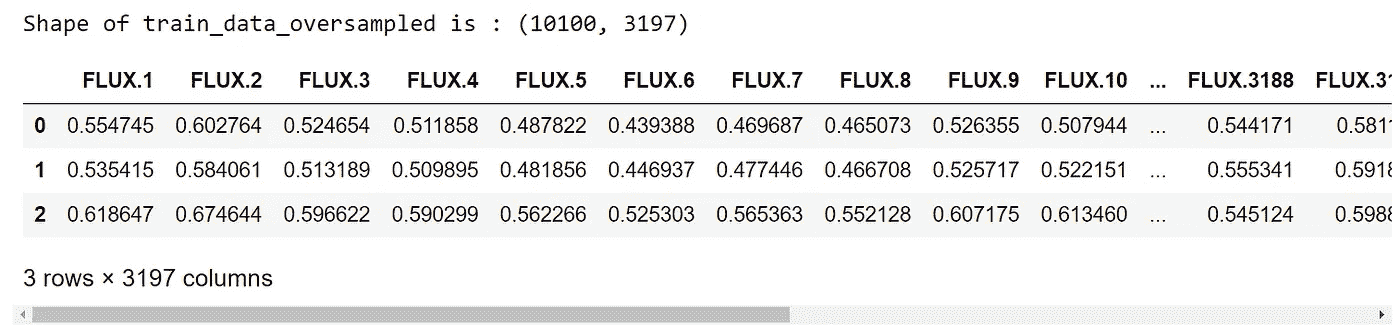 Shape of train_data_oversampled is : (10100, 3197)
FLUX.1 FLUX.2 FLUX.3 FLUX.4 FLUX.5 FLUX.6 FLUX.7 FLUX.8 FLUX.9 FLUX.10 ... FLUX.3188 FLUX.31
0 0.554745 0.602764 0.524654 0.511858 0.487822 0.439388 0.469687 0.465073 0.526355 0.507944 ... 0.544171 0.581
1 0.535415 0.584061 0.513189 0.509895 0.481856 0.446937 0.477446 0.466708 0.525717 0.522151 ... 0.555341 0.591
2 0.618647 0.674644 0.596622 0.590299 0.562266 0.525303 0.565363 0.552128 0.607175 0.613460 ... 0.545124 0.598
3 rows × 3197 columns